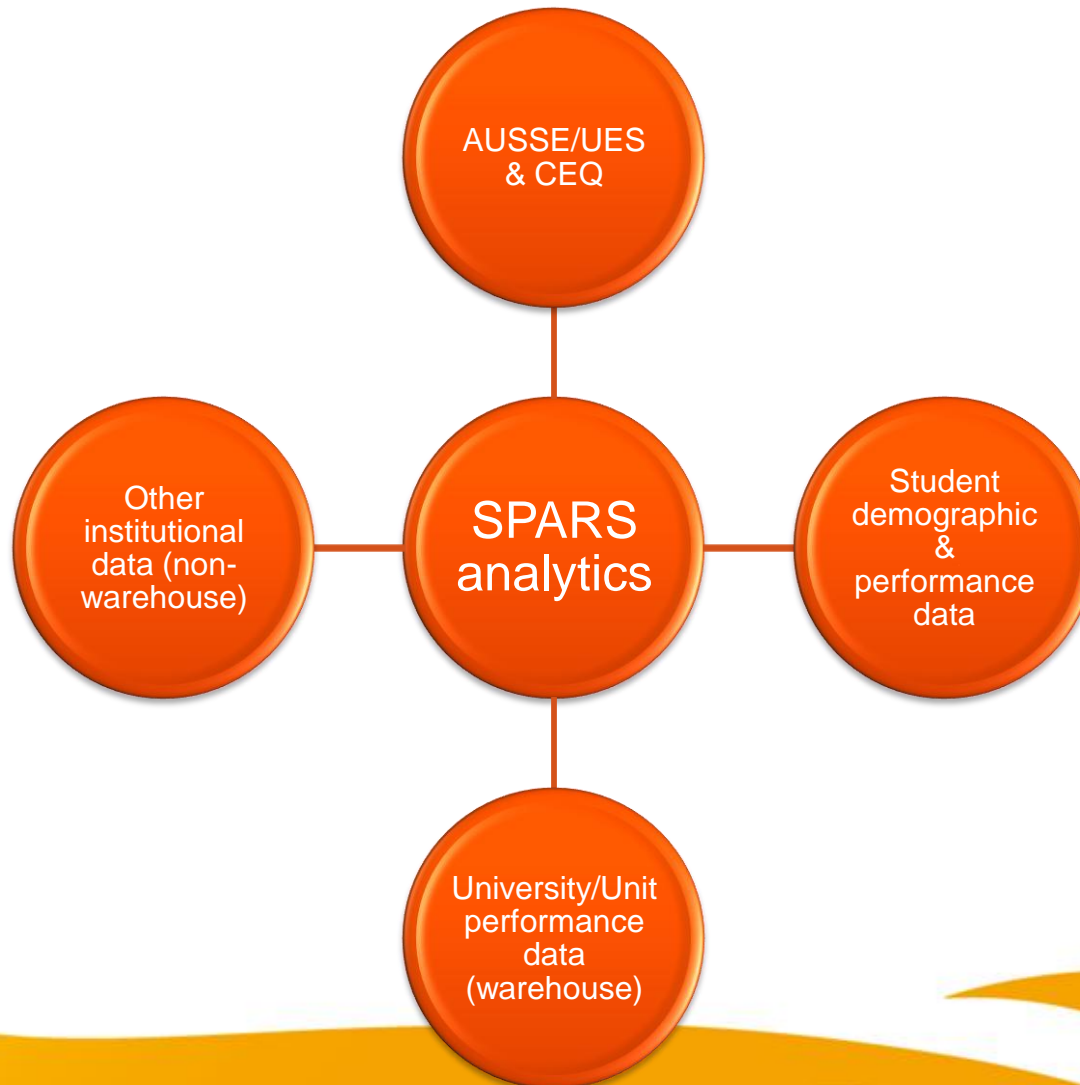 AUSSE/UES
& CEQ
Other
institutional
data (non-
warehouse)
SPARS
analytics
Student
demographic
&
performance
data
University/Unit
performance
data
(warehouse)